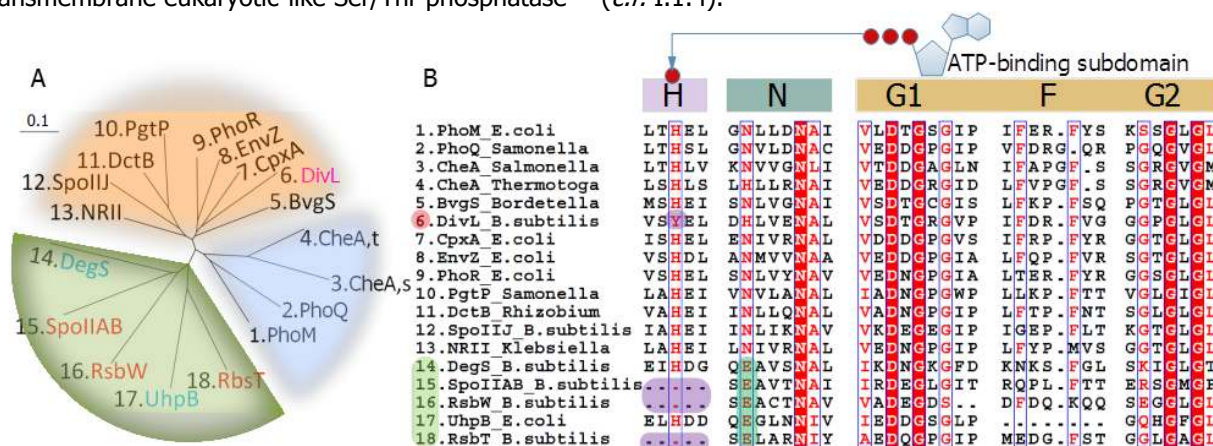 ansmembrane eukaryotic like Ser/Thr phosphatase (c.f. I.1.4).
A
0.1
10.PgtP
9.PhoR
8.EnvZ
7.CpxA
11.DctB
6.DivL
12.SpoIIJ
5.BvgS
13.NRII
4.CheA,t
14.DegS
3.CheA,s
15.SpoIIAB
2.PhoQ
1.PhoM
16.RsbW
18.RbsT
17.UhpB
B
ATP-binding subdomain
H N G1 F G2
1.PhoM_E.coli LTHEL GNLLDNAI VLDTGSGIP IFER.FYS KSSGLGL
2.PhoQ_Samonella LTHSL GNVLDNAC VEDDGPGIP VFDRG.QR PGQGVGL
3.CheA_Salmonella LTHLV KNVVGNLI VTDDGAGLN IFAPGF.S SGRGVGM
4.CheA_Thermotoga LSHLS LHLLRNAI VEDDGRGID LFVPGF.S SGRGVGM
5.BvgS_Bordetella MSHEI SNLVGNAI VSDTGCGIS LFKP.FSQ PGTGLGL
6.DivL_B.subtilis VSYEL DHLVENAL VSDTGRGVP IFDR.FVG GGPGLGL
7.CpxA_E.coli ISHEL ENIVRNAL VDDDGPGVS IFRP.FYR GGTGLGL
8.EnvZ_E.coli VSHDL ANMVVNAA VEDDGPGIA LFQP.FVR SGTGLGL
9.PhoR_E.coli VSHEL SNLVYNAV VEDNGPGIA LTER.FYR GGSGLGL
10.PgtP_Samonella LAHEI VNVLANAL IADNGPGWP LLKP.FTT VGLGIGL
11.DctB_Rhizobium VAHEI INLIRNAL VKDNGPGIA LFTP.FNT SGLGLGL
12.SpoIIJ_B.subtilis IAHEI INLIKNAV VKDEGEGIP IGEP.FLT KGTGLGL
13.NRII_Klebsiella LAHEI LNIVRNAL VEDNGPGIP LFYP.MVS GGTGLGL
14.DegS_B.subtilis EIHDG QEAVSNAL IKDNGKGFD KNKS.FGL SKIGLGT
15.SpoIIAB_B.subtilis ..... SEAVTNAI IRDEGLGIT RQPL.FTT ERSGMGF
16.RsbW_B.subtilis ..... SEACTNAV VADEGDS.. DFDQ.KQQ SEGGLGL
17.UhpB_E.coli ELHDD QEGLNNIV IEDDGSGLP ........ GQHGFGL
18.RsbT_B.subtilis ..... SELARNIY AEDQGPGIP MEDG.FST SGLGAGL